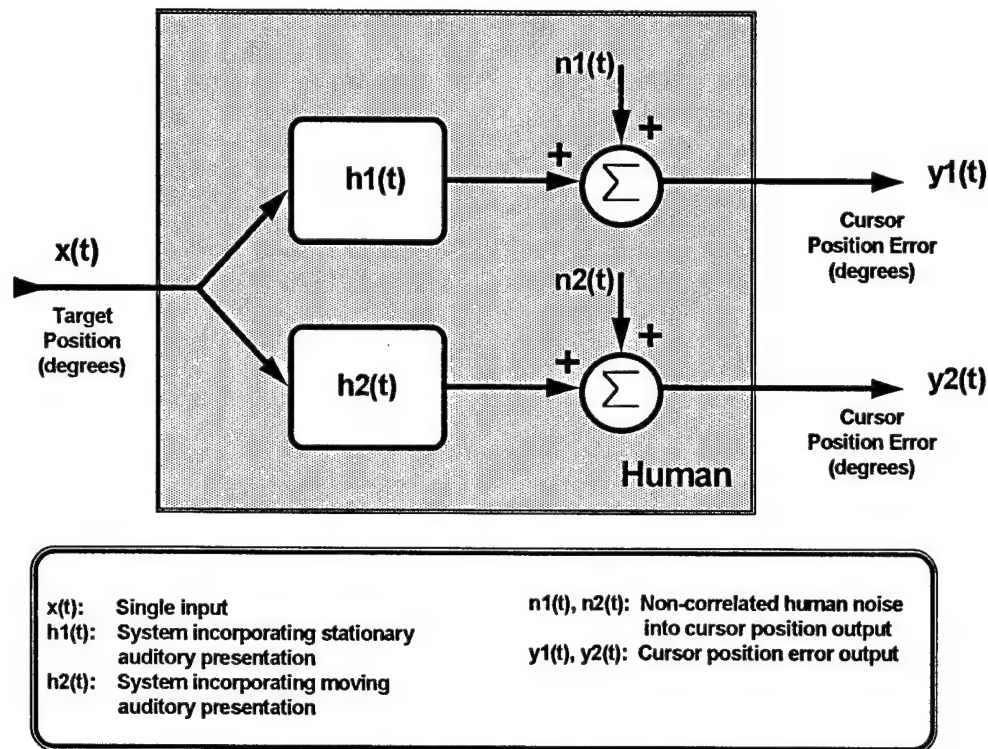 n1(t)
+
+
h1(t)
Σ
y1(t)
Cursor
Position Error
(degrees)
x(t)
Target
Position
(degrees)
n2(t)
+
+
h2(t)
Σ
y2(t)
Cursor
Position Error
(degrees)
Human
x(t): Single input
h1(t): System incorporating stationary
auditory presentation
h2(t): System incorporating moving
auditory presentation
n1(t), n2(t): Non-correlated human noise
into cursor position output
y1(t), y2(t): Cursor position error output